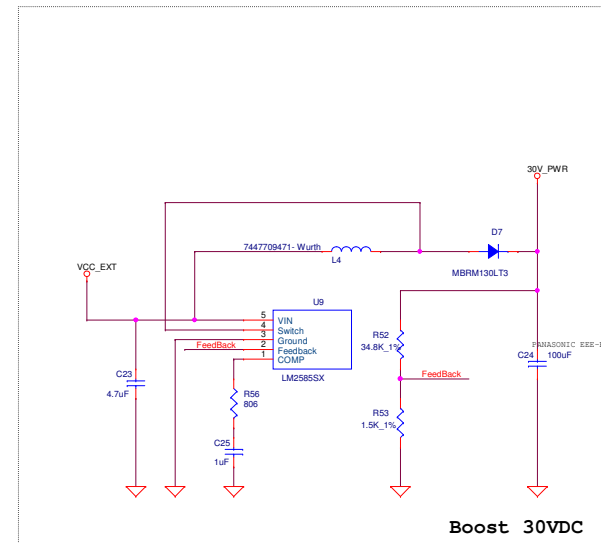 30V_PWR
D7
7447709471- Wurth
L4
MBRM130LT3
VCC_EXT
U9
5 VIN
4 Switch
3 Ground
FeedBack 2 Feedback
1 COMP
LM2585SX
R52
34.8K_1%
PANASONIC EEE-
C24 100uF
FeedBack
C23
4.7uF
R56
806
R53
1.5K_1%
C25
1uF
Boost 30VDC